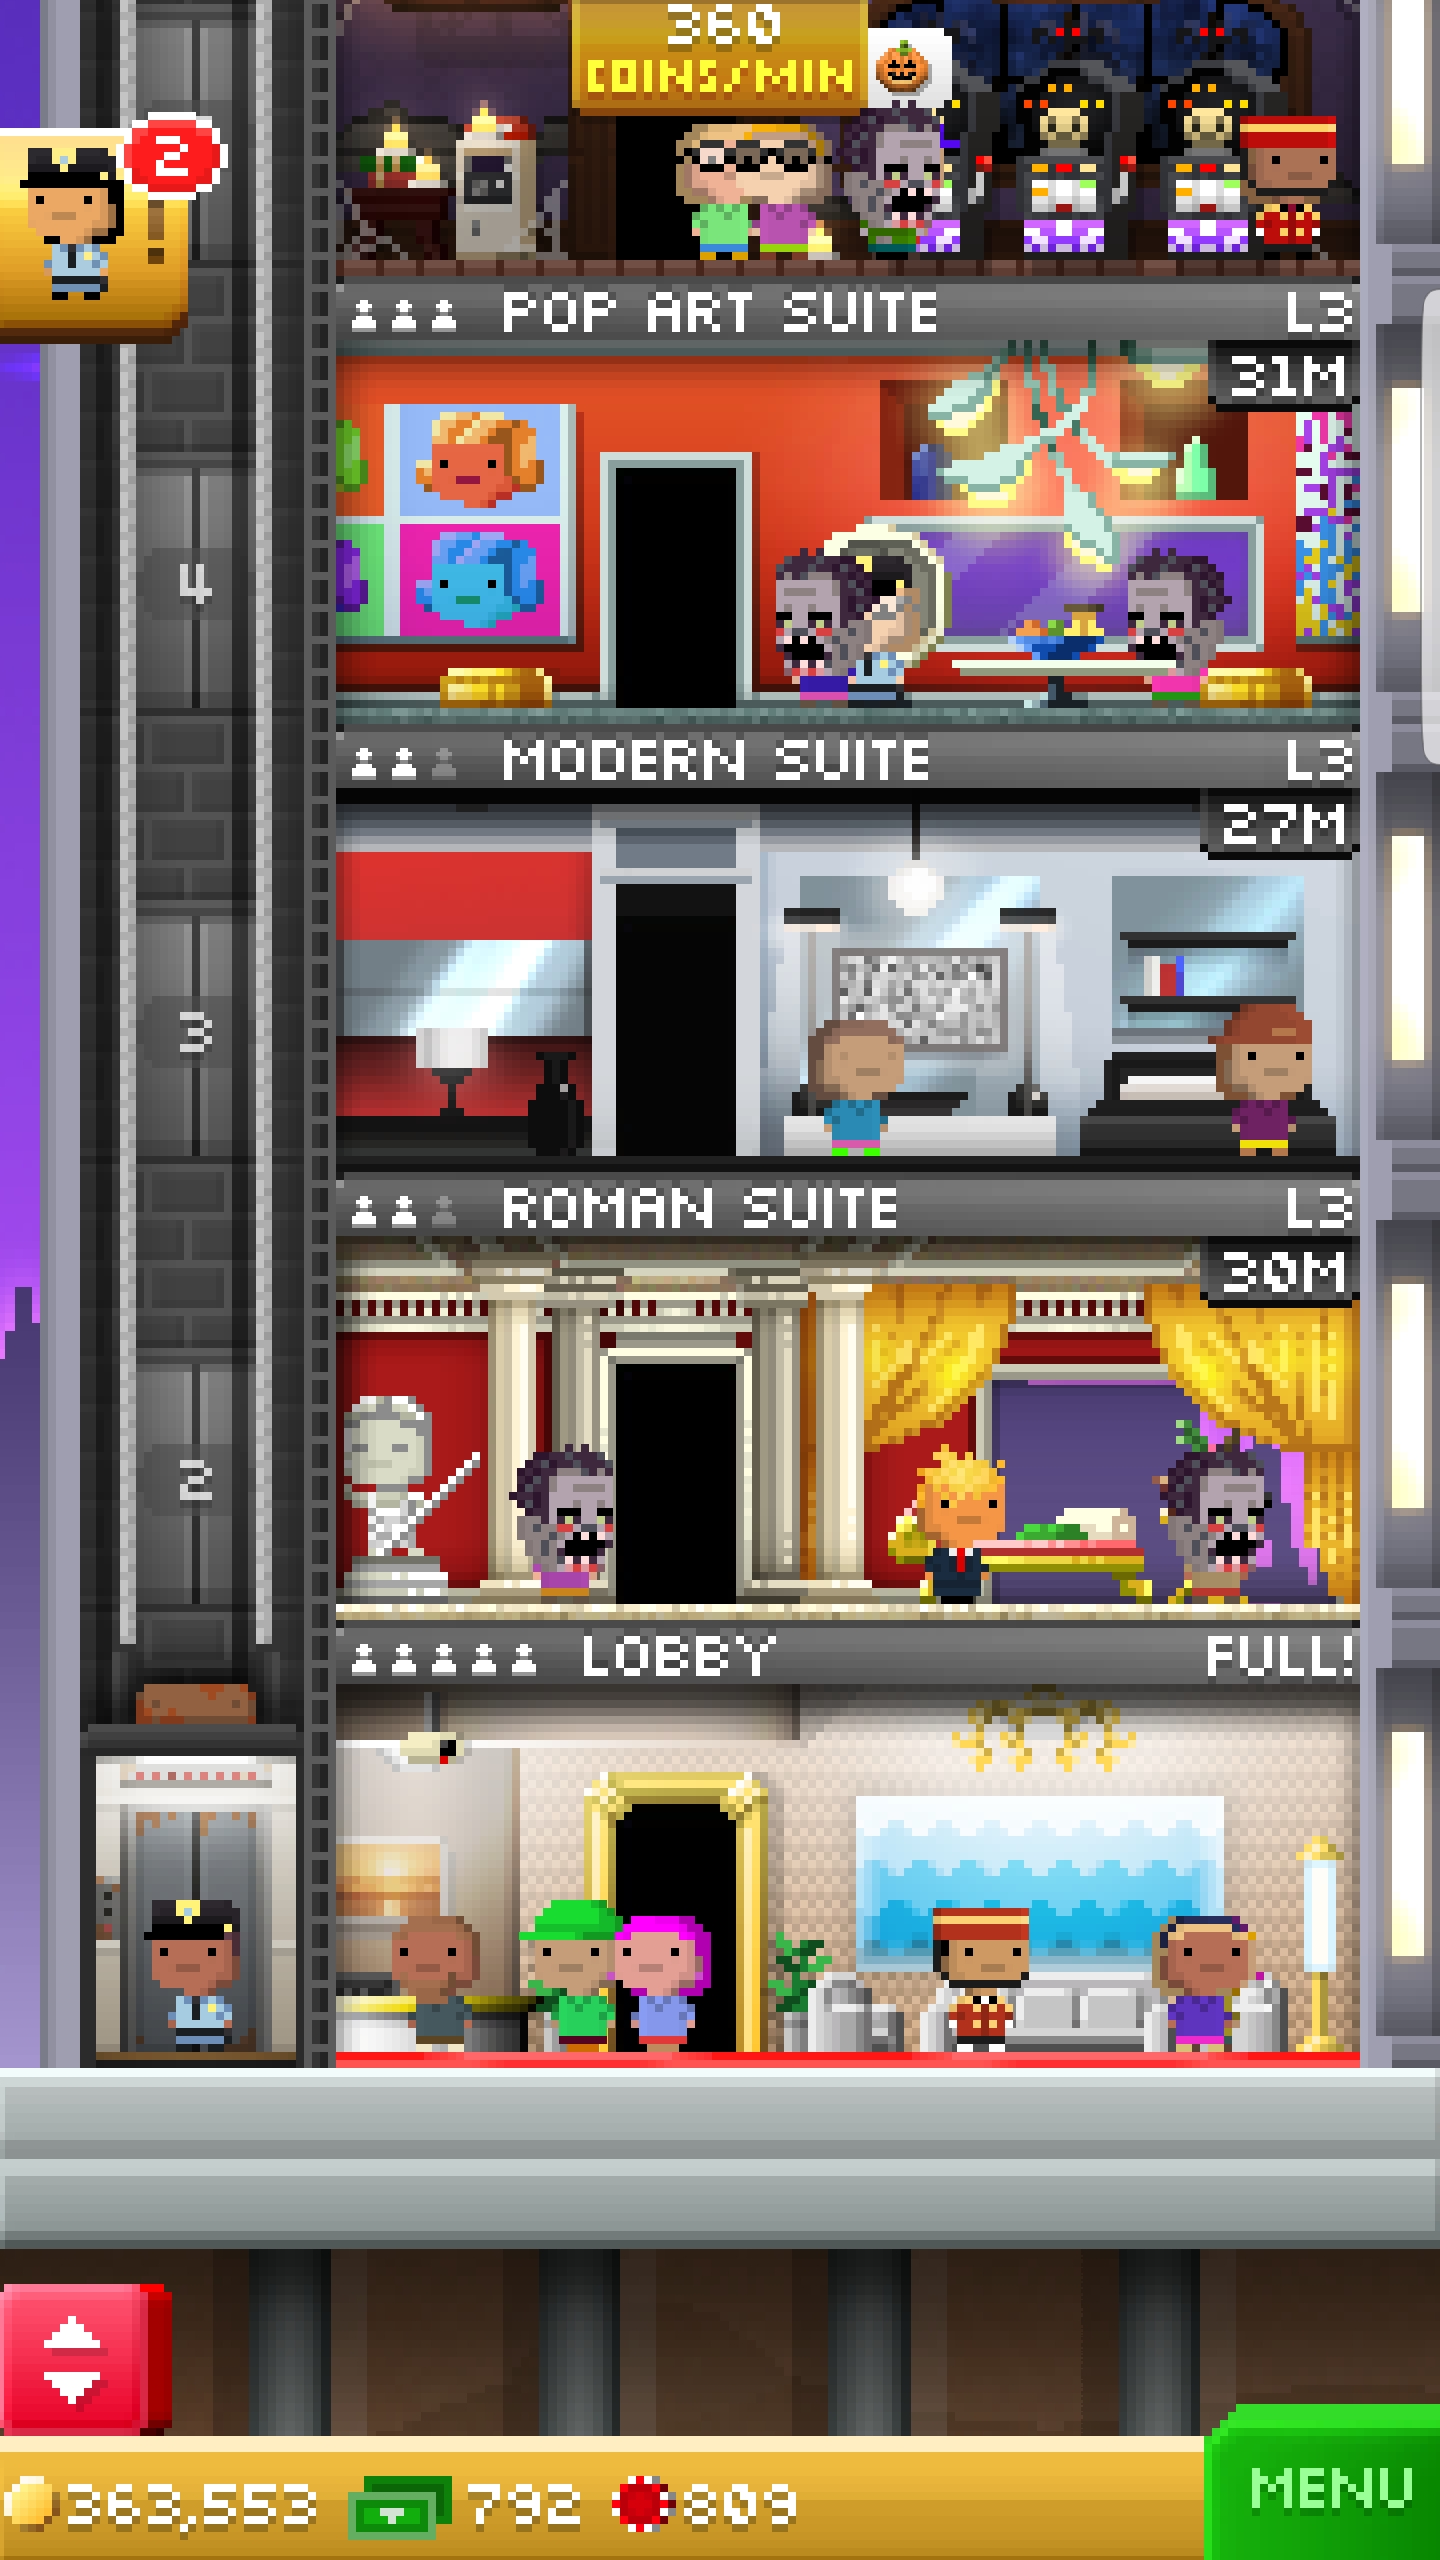 360
COINS/MIN
2
!
POP ART SUITE L3
31M
4
MODERN SUITE L3
27M
3
ROMAN SUITE L3
30M
2
LOBBY FULL!
363,553 792 809
MENU